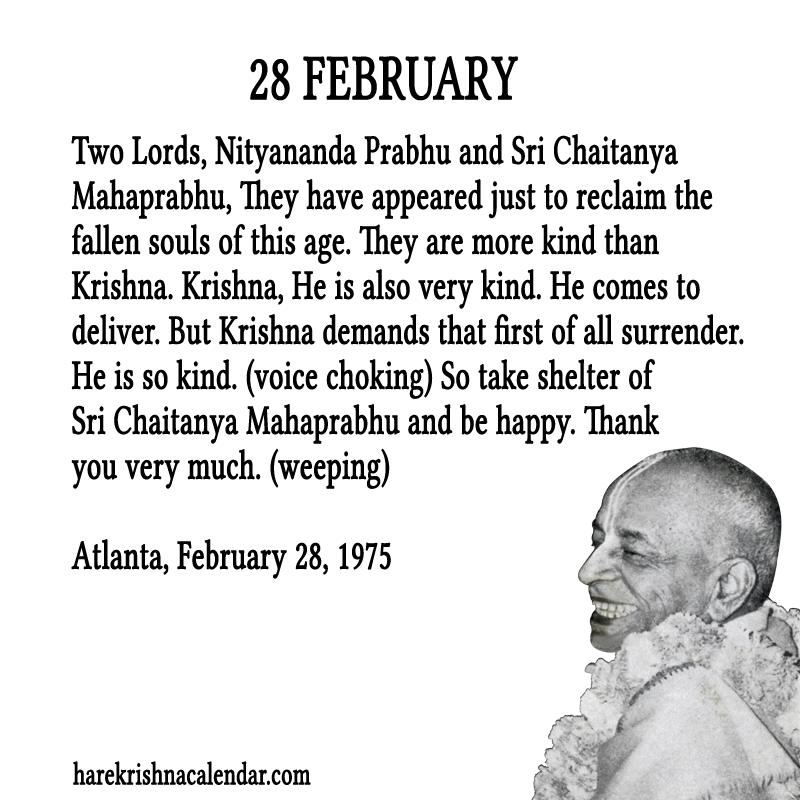 28 FEBRUARY
Two Lords, Nityananda Prabhu and Sri Chaitanya
Mahaprabhu, They have appeared just to reclaim the
fallen souls of this age. They are more kind than
Krishna. Krishna, He is also very kind. He comes to
deliver. But Krishna demands that first of all surrender.
He is so kind. (voice choking) So take shelter of
Sri Chaitanya Mahaprabhu and be happy. Thank
you very much. (weeping)
Atlanta, February 28, 1975
harekrishnacalendar.com